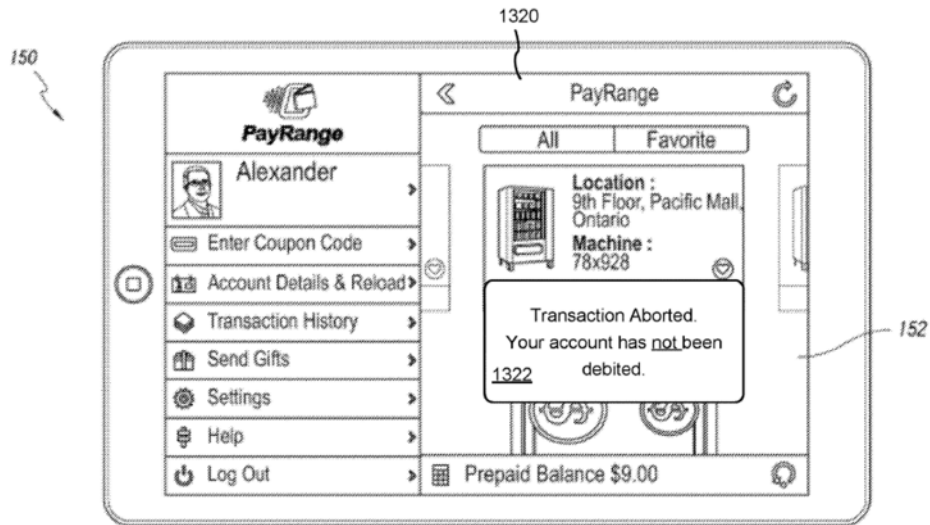 1320
150
PayRange
Alexander
Enter Coupon Code
Account Details & Reload
Transaction History
Send Gifts
Settings
Help
Log Out
PayRange
All Favorite
Location :
9th Floor, Pacific Mall,
Ontario
Machine :
78x928
Transaction Aborted.
Your account has not been
debited.
1322
152
Prepaid Balance $9.00